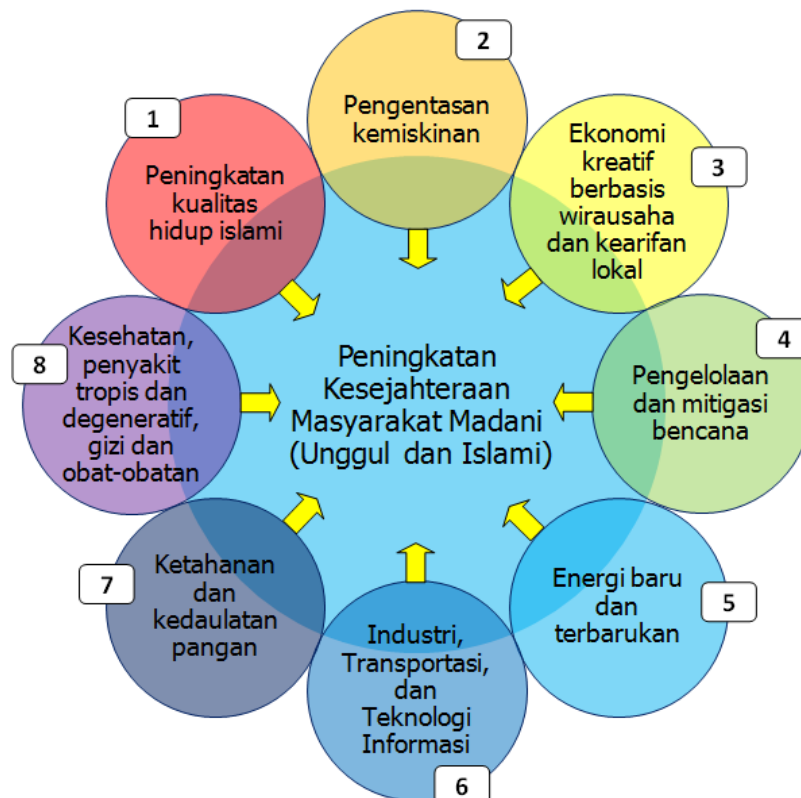 1
Peningkatan
kualitas
hidup islami
2
Pengentasan
kemiskinan
3
Ekonomi
kreatif
berbasis
wirausaha
dan kearifan
lokal
4
Pengelolaan
dan mitigasi
bencana
5
Energi baru
dan
terbarukan
6
Industri,
Transportasi,
dan
Teknologi
Informasi
7
Ketahanan
dan
kedaulatan
pangan
8
Kesehatan,
penyakit
tropis dan
degeneratif,
gizi dan
obat-obatan
Peningkatan
Kesejahteraan
Masyarakat Madani
(Unggul dan Islami)